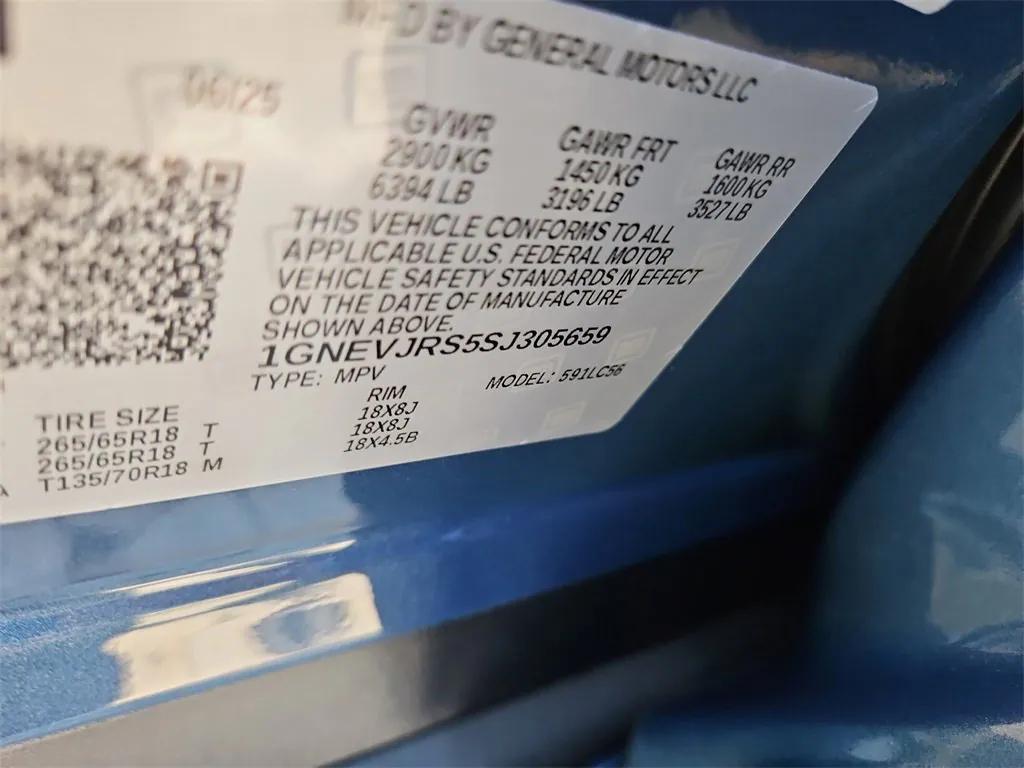 MFD BY GENERAL MOTORS LLC
06/25
GVWR GAWR FRT GAWR RR
2900 KG 1450 KG 1600 KG
6394 LB 3196 LB 3527 LB
THIS VEHICLE CONFORMS TO ALL
APPLICABLE U.S. FEDERAL MOTOR
VEHICLE SAFETY STANDARDS IN EFFECT
ON THE DATE OF MANUFACTURE
SHOWN ABOVE.
1GNEVJRS5SJ305659
TYPE: MPV MODEL: 591LC56
TIRE SIZE RIM
265/65R18 T 18X8J
265/65R18 T 18X8J
T135/70R18 M 18X4.5B